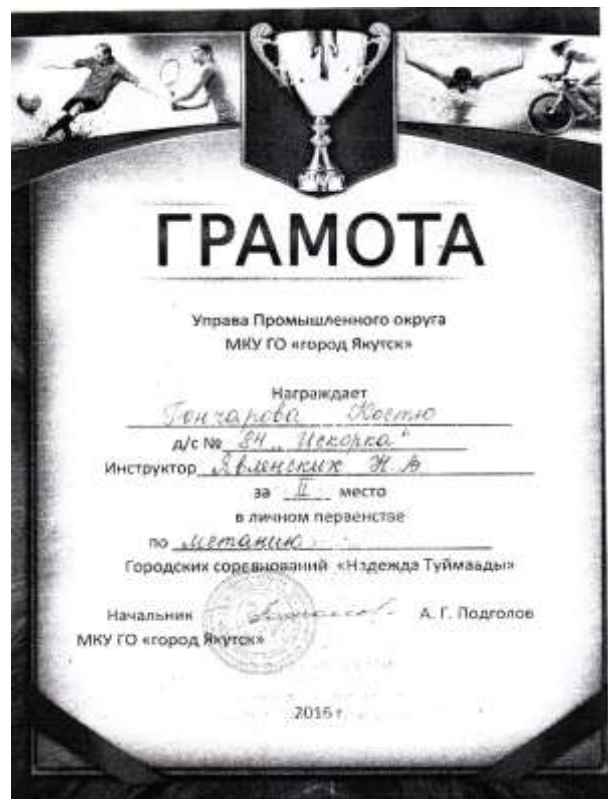 ГРАМОТА
Управа Промышленного округа
МКУ ГО «город Якутск»
Награждает
Гончарова Костю
д/с № 84 „Искорка"
Инструктор Явленских Н. В
за II место
в личном первенстве
по метанию
Городских соревнований «Надежда Туймаады»
Начальник А. Г. Подголов
МКУ ГО «город Якутск»
2016 г.